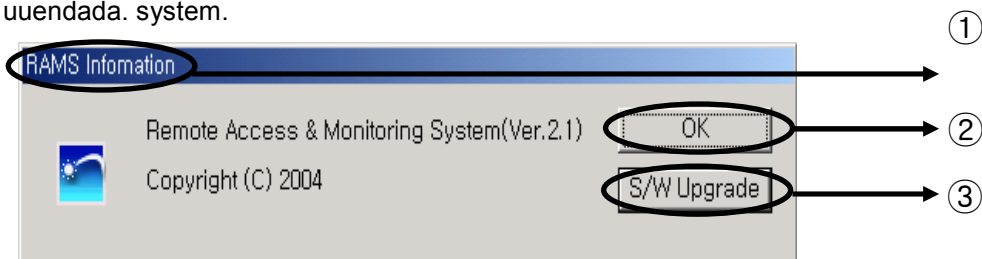 uuendada. system.
①
RAMS Infomation
Remote Access & Monitoring System(Ver.2.1)
OK
②
Copyright (C) 2004
S/W Upgrade
③